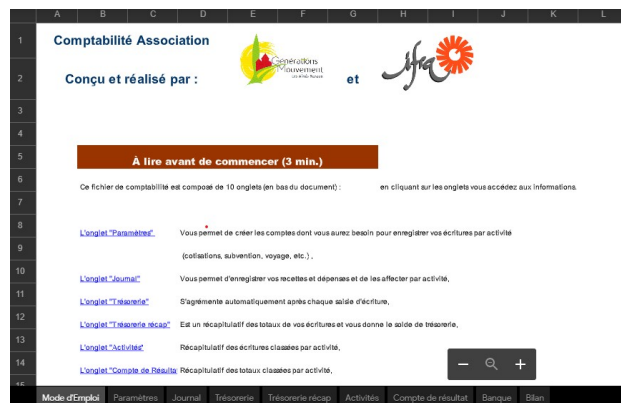 A B C D E F G H I J K L
1 Comptabilité Association
Générations
Mouvement
Les Aînés Ruraux
ifra
2 Conçu et réalisé par : et
3
4
5 À lire avant de commencer (3 min.)
6 Ce fichier de comptabilité est composé de 10 onglets (en bas du document) : en cliquant sur les onglets vous accédez aux informations.
7
8 L'onglet "Paramètres" Vous permet de créer les comptes dont vous aurez besoin pour enregistrer vos écritures par activité
9 (cotisations, subvention, voyage, etc.) ,
10 L'onglet "Journal" Vous permet d'enregistrer vos recettes et dépenses et de les affecter par activité,
11 L'onglet "Trésorerie" S'agrémente automatiquement après chaque saisie d'écriture,
12 L'onglet "Trésorerie récap" Est un récapitulatif des totaux de vos écritures et vous donne le solde de trésorerie,
13 L'onglet "Activités" Récapitulatif des écritures classées par activité,
14 L'onglet "Compte de Résulta Récapitulatif des totaux classées par activité,
15
Mode d'Emploi Paramètres Journal Trésorerie Trésorerie récap Activités Compte de résultat Banque Bilan